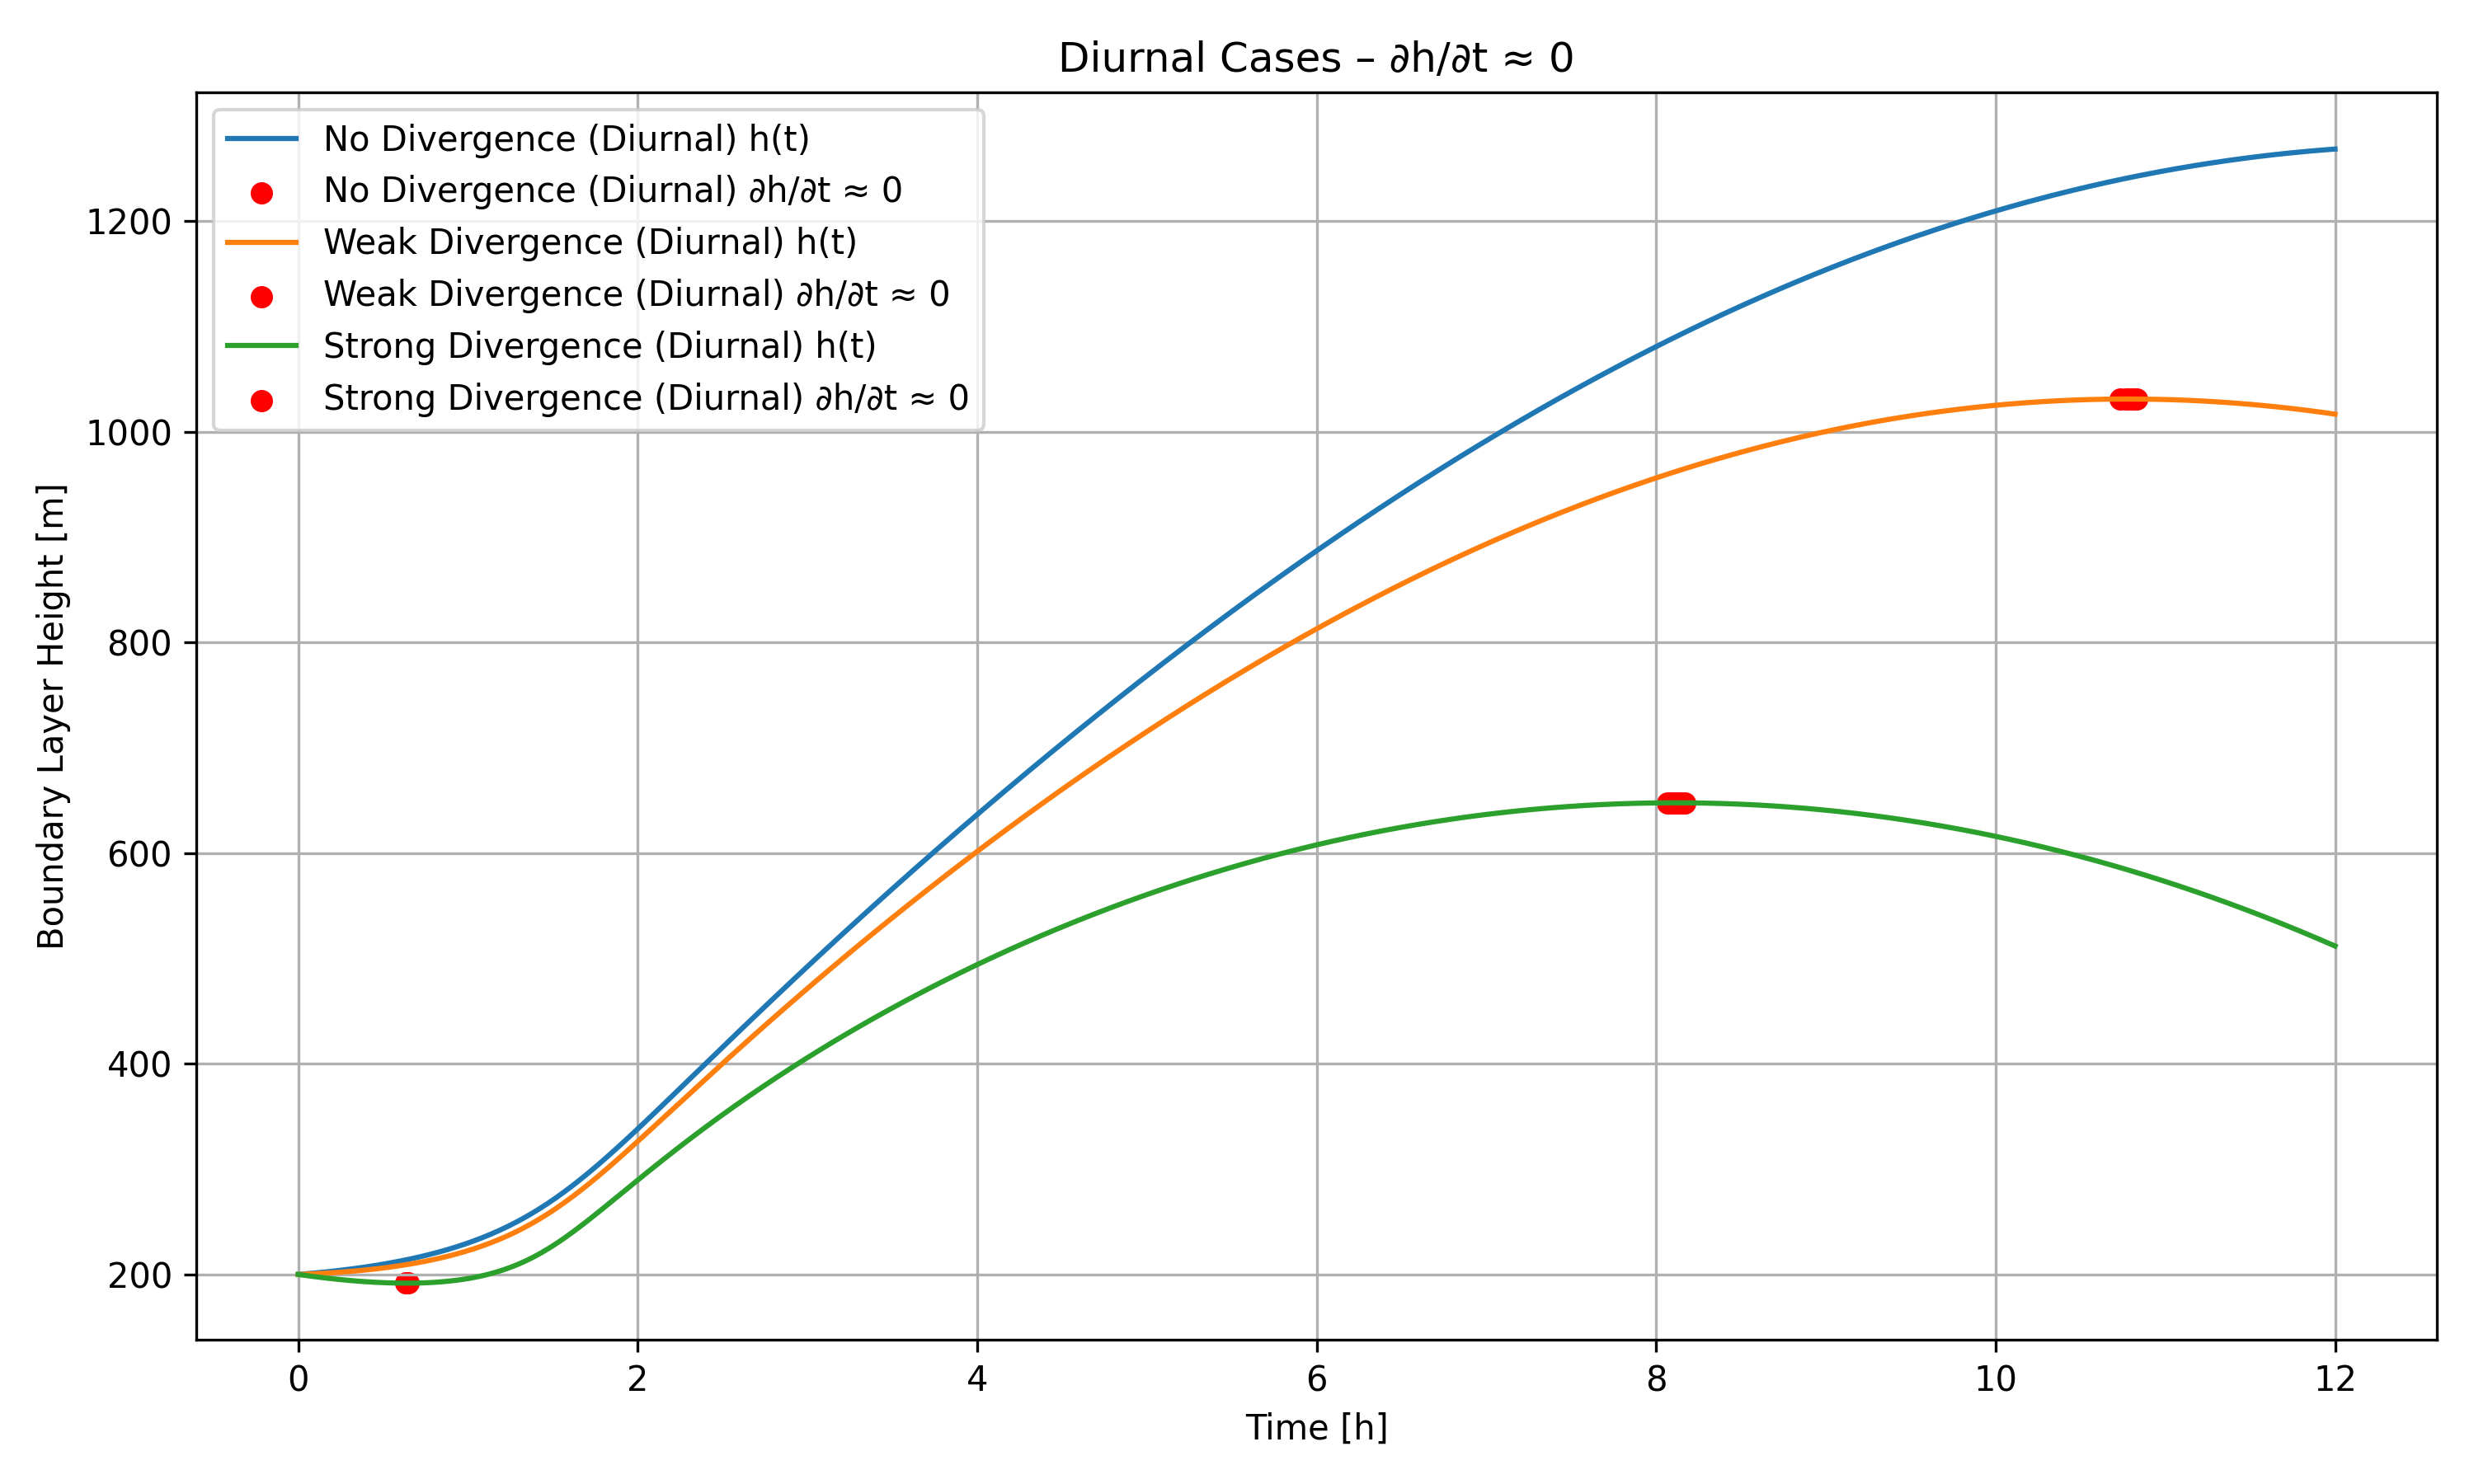 Diurnal Cases – ∂h/∂t ≈ 0
No Divergence (Diurnal) h(t)
No Divergence (Diurnal) ∂h/∂t ≈ 0
Weak Divergence (Diurnal) h(t)
Weak Divergence (Diurnal) ∂h/∂t ≈ 0
Strong Divergence (Diurnal) h(t)
Strong Divergence (Diurnal) ∂h/∂t ≈ 0
Boundary Layer Height [m]
1200
1000
800
600
400
200
0 2 4 6 8 10 12
Time [h]